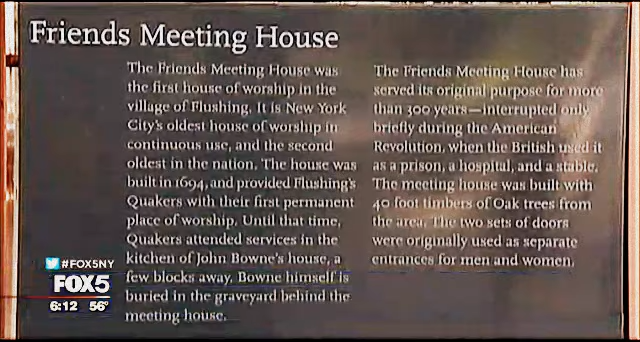 Friends Meeting House
The Friends Meeting House was
the first house of worship in the
village of Flushing. It is New York
City's oldest house of worship in
continuous use, and the second
oldest in the nation. The house was
built in 1694, and provided Flushing's
Quakers with their first permanent
place of worship. Until that time,
Quakers attended services in the
kitchen of John Bowne's house, a
few blocks away. Bowne himself is
buried in the graveyard behind the
meeting house.
The Friends Meeting House has
served its original purpose for more
than 300 years—interrupted only
briefly during the American
Revolution, when the British used it
as a prison, a hospital, and a stable.
The meeting house was built with
40 foot timbers of Oak trees from
the area. The two sets of doors
were originally used as separate
entrances for men and women.
#FOX5NY
FOX5
6:12 56°